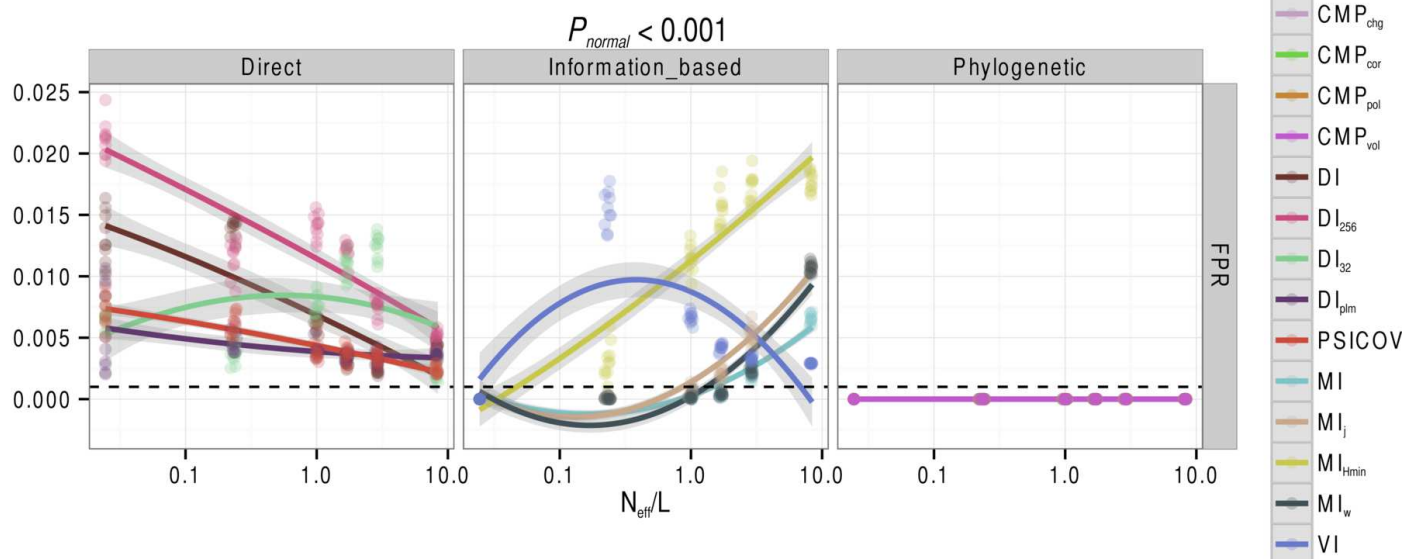 P_normal < 0.001
Direct
Information_based
Phylogenetic
0.025
0.020
0.015
0.010
0.005
0.000
FPR
0.1 1.0 10.0
0.1 1.0 10.0
0.1 1.0 10.0
N_eff/L
CMP_chg
CMP_cor
CMP_pol
CMP_vol
DI
DI_256
DI_32
DI_plm
PSICOV
MI
MI_j
MI_Hmin
MI_w
VI